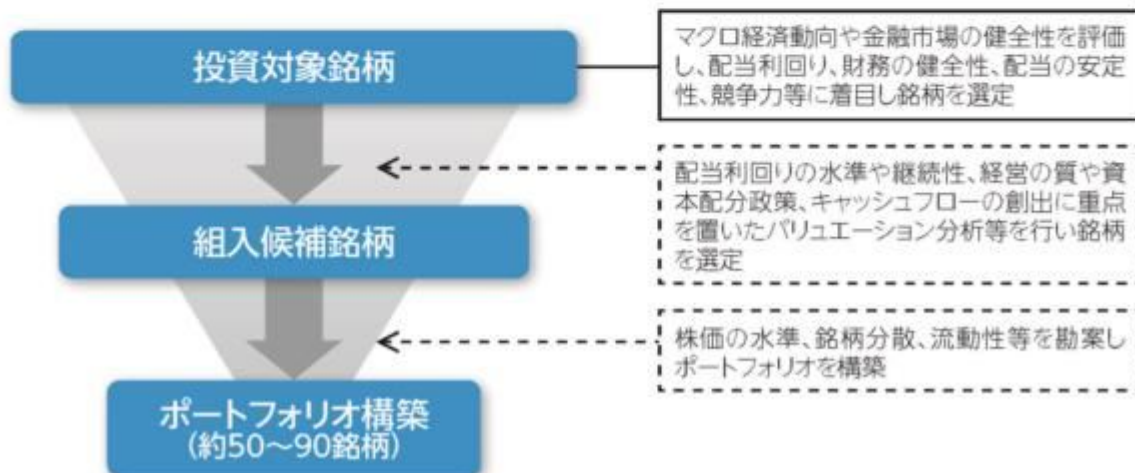 投資対象銘柄
マクロ経済動向や金融市場の健全性を評価
し、配当利回り、財務の健全性、配当の安定
性、競争力等に着目し銘柄を選定
配当利回りの水準や継続性、経営の質や資
本配分政策、キャッシュフローの創出に重点
を置いたバリュエーション分析等を行い銘柄
を選定
組入候補銘柄
株価の水準、銘柄分散、流動性等を勘案し
ポートフォリオを構築
ポートフォリオ構築
(約50～90銘柄)